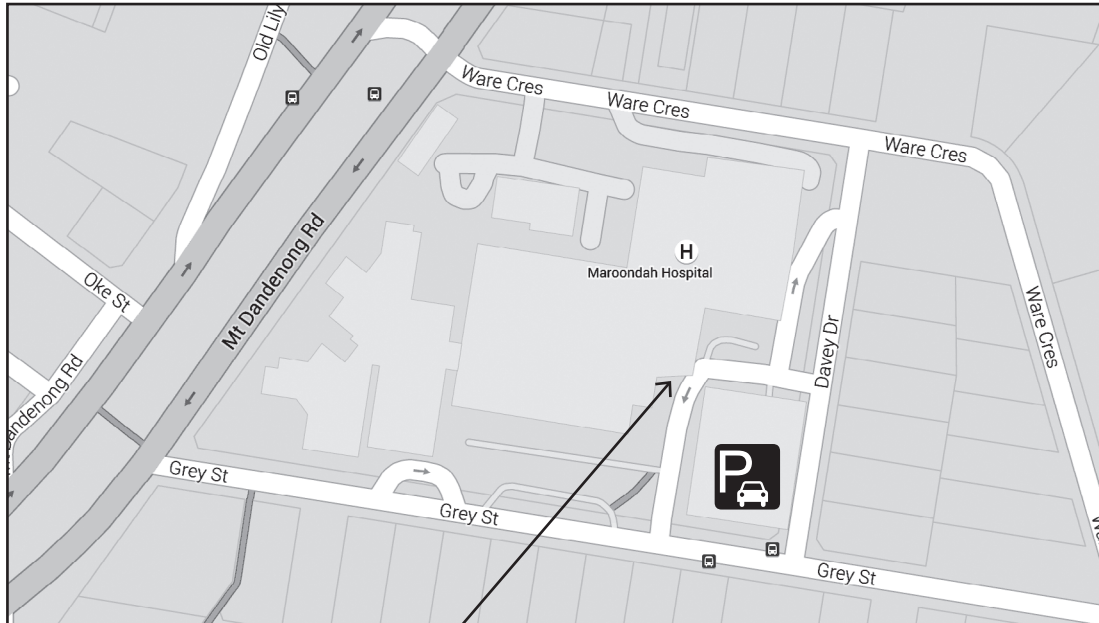 Old Lily
Ware Cres
Ware Cres
Ware Cres
H
Maroondah Hospital
Mt Dandenong Rd
Oke St
Ware Cres
Davey Dr
Dandenong Rd
P
Grey St
Grey St
Grey St